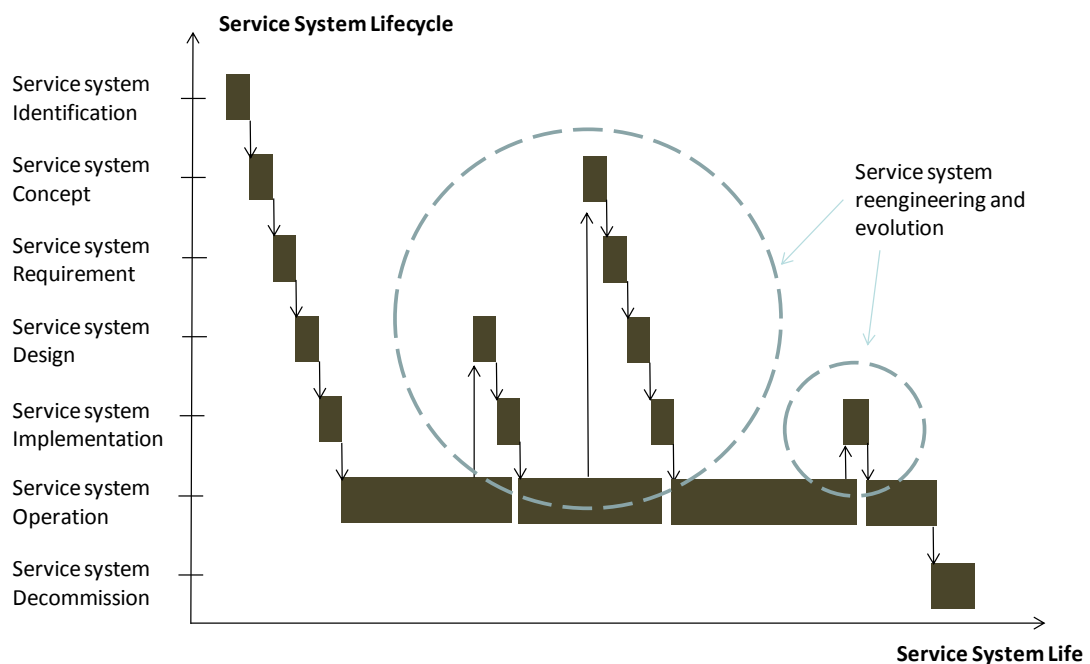 Service System Lifecycle
Service system
Identification
Service system
Concept
Service system
reengineering and
evolution
Service system
Requirement
Service system
Design
Service system
Implementation
Service system
Operation
Service system
Decommission
Service System Life